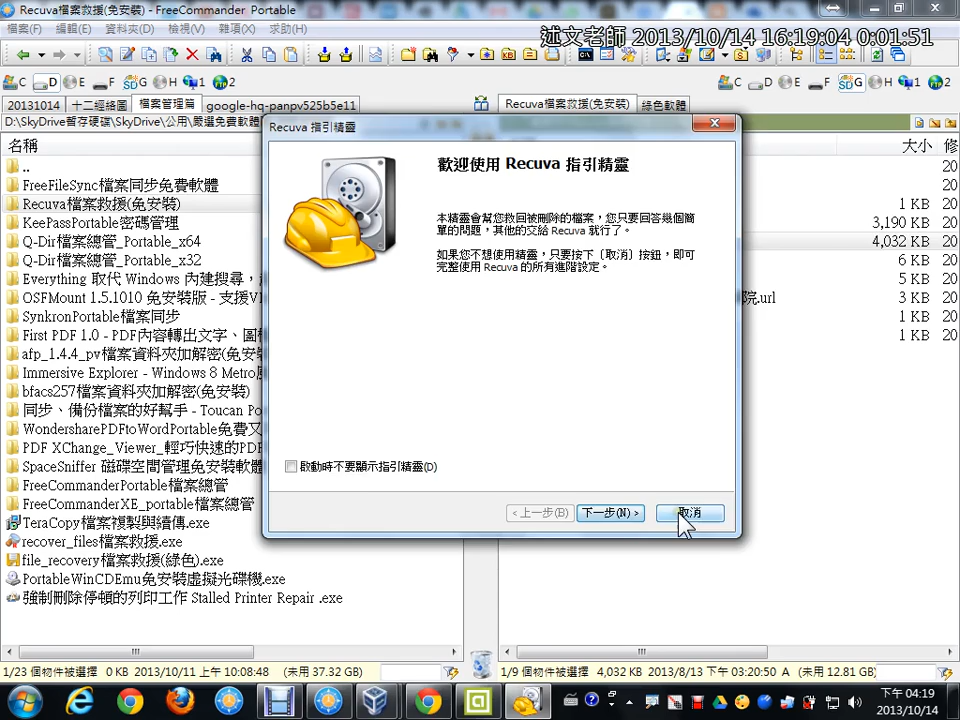 Recuva檔案救援(免安裝) - FreeCommander Portable
檔案(F) 編輯(E) 資料夾(D) 檢視(V) 雜項(X) 求助(H)
述文老師 2013/10/14 16:19:04 0:01:51
C D E F G H 1 2
C D E F G H 1 2
20131014 十二經絡圖 檔案管理篇 google-hq-panpv525b5e11
Recuva檔案救援(免安裝) 綠色軟體
D:\SkyDrive暫存硬碟\SkyDrive\公用\嚴謹免費軟體
名稱
大小 修
..
FreeFileSync檔案同步免費軟體
Recuva檔案救援(免安裝)
KeePassPortable密碼管理
Q-Dir檔案總管_Portable_x64
Q-Dir檔案總管_Portable_x32
Everything 取代 Windows 內建搜尋，
OSFMount 1.5.1010 免安裝版 - 支援V
SynkronPortable檔案同步
First PDF 1.0 - PDF內容轉出文字、圖
afp_1.4.4_pv檔案資料夾加解密(免安裝
Immersive Explorer - Windows 8 Metro
bfacs257檔案資料夾加解密(免安裝)
同步、備份檔案的好幫手 - Toucan Po
WondersharePDFtoWordPortable免費又
PDF XChange_Viewer_輕巧快速的PDF
SpaceSniffer 磁碟空間管理免安裝軟體
FreeCommanderPortable檔案總管
FreeCommanderXE_portable檔案總管
TeraCopy檔案複製與續傳.exe
recover_files檔案救援.exe
file_recovery檔案救援(綠色).exe
PortableWinCDEmu免安裝虛擬光碟機.exe
強制刪除停頓的列印工作 Stalled Printer Repair .exe
20
20
1 KB 20
3,190 KB 20
4,032 KB 20
6 KB 20
5 KB 20
院.url 3 KB 20
1 KB 20
1 KB 20
Recuva 指引精靈
歡迎使用 Recuva 指引精靈
本精靈會幫您救回被刪除的檔案，您只要回答幾個簡
單的問題，其他的交給 Recuva 就行了。
如果您不想使用精靈，只要按下〔取消〕按鈕，即可
完整使用 Recuva 的所有進階設定。
啟動時不要顯示指引精靈(D)
<上一步(B) 下一步(N)> 取消
1/23 個物件被選擇 0 KB 2013/10/11 上午 10:08:48 (未用 37.32 GB)
1/9 個物件被選擇 4,032 KB 2013/8/13 下午 03:20:50 A (未用 12.81 GB)
下午 04:19
2013/10/14